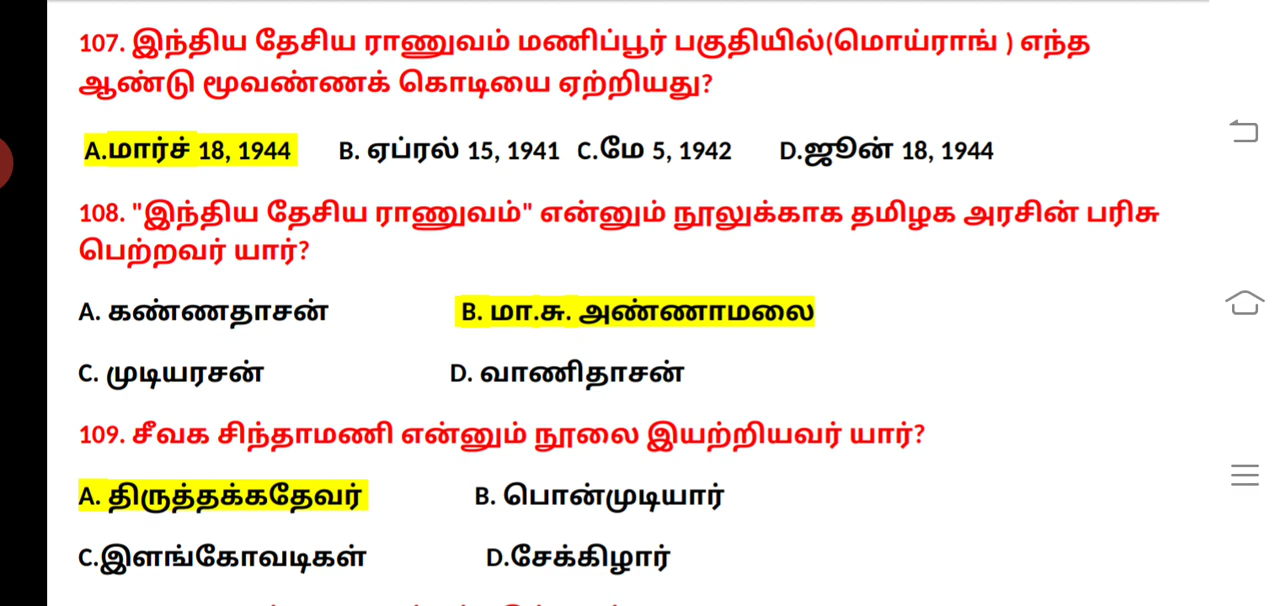 107. இந்திய தேசிய ராணுவம் மணிப்பூர் பகுதியில்(மொய்ராங் ) எந்த
ஆண்டு மூவண்ணக் கொடியை ஏற்றியது?
A.மார்ச் 18, 1944 B. ஏப்ரல் 15, 1941 C.மே 5, 1942 D.ஜூன் 18, 1944
108. "இந்திய தேசிய ராணுவம்" என்னும் நூலுக்காக தமிழக அரசின் பரிசு
பெற்றவர் யார்?
A. கண்ணதாசன் B. மா.சு. அண்ணாமலை
C. முடியரசன் D. வாணிதாசன்
109. சீவக சிந்தாமணி என்னும் நூலை இயற்றியவர் யார்?
A. திருத்தக்கதேவர் B. பொன்முடியார்
C.இளங்கோவடிகள் D.சேக்கிழார்